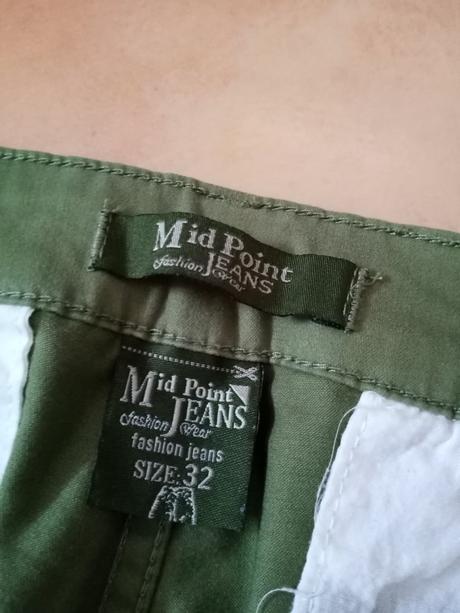 Mid Point
fashion JEANS
Wear
Mid Point
JEANS
fashion Wear
fashion jeans
SIZE:32